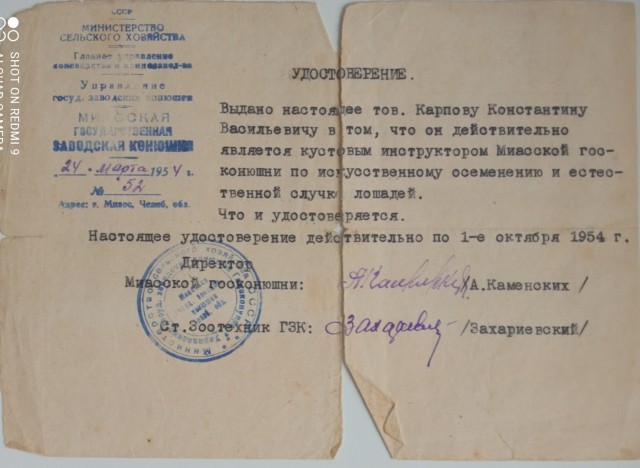 СССР
МИНИСТЕРСТВО
СЕЛЬСКОГО ХОЗЯЙСТВА
Главное управление
коневодства и
Управление
госуд. заводских конюшен
МИАССКАЯ
ГОСУДАРСТВЕННАЯ
ЗАВОДСКАЯ КОНЮШНЯ
"24" марта 1954 г.
№ 52
Адрес: г. Миасс, Челяб. обл.
УДОСТОВЕРЕНИЕ.
Выдано настоящее тов. Карпову Константину
Васильевичу в том, что он действительно
является кустовым инструктором Миасской гос-
конюшни по искусственному осеменению и естес-
твенной случки лошадей.
Что и удостоверяется.
Настоящее удостоверение действительно по 1-е октября 1954 г.
Директор
Миасской госконюшни:
/А.Каменских/
Ст.Зоотехник ГЗК:
/Захариевский/
SHOT ON REDMI 9